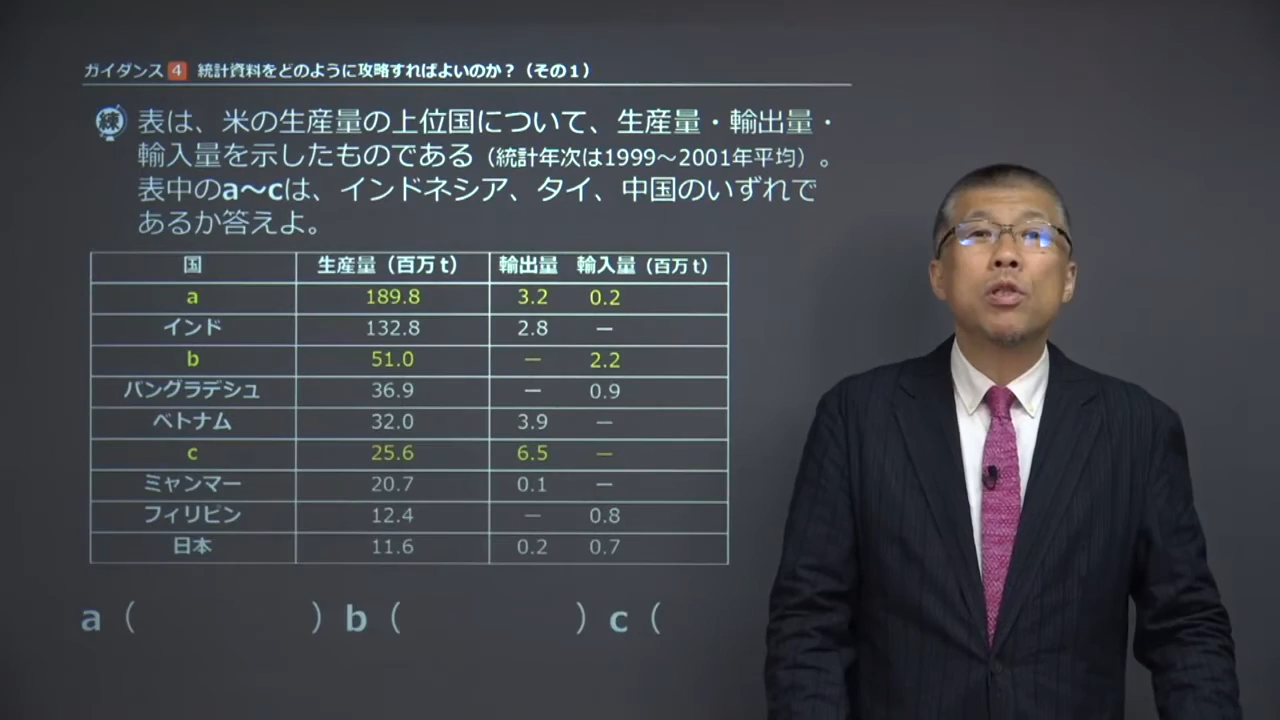 ガイダンス 4 統計資料をどのように攻略すればよいのか？（その１）
練 表は、米の生産量の上位国について、生産量・輸出量・
輸入量を示したものである（統計年次は1999～2001年平均）。
表中のa～cは、インドネシア、タイ、中国のいずれで
あるか答えよ。
国 生産量（百万ｔ） 輸出量 輸入量（百万ｔ）
a 189.8 3.2 0.2
インド 132.8 2.8 ―
b 51.0 ― 2.2
バングラデシュ 36.9 ― 0.9
ベトナム 32.0 3.9 ―
c 25.6 6.5 ―
ミャンマー 20.7 0.1 ―
フィリピン 12.4 ― 0.8
日本 11.6 0.2 0.7
a（ ）b（ ）c（